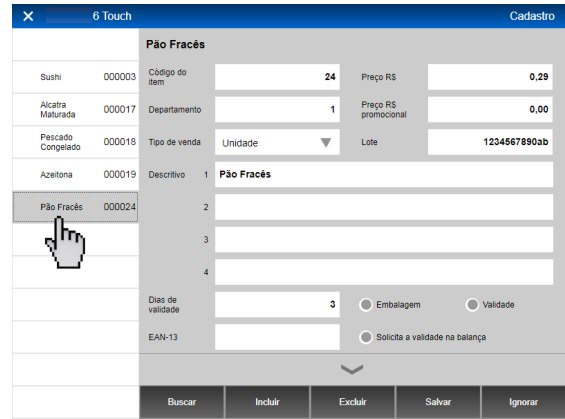 ✕ 6 Touch Cadastro
Pão Fracês
Sushi 000003
Código do
item 24 Preço R$ 0,29
Alcatra
Maturada 000017
Departamento 1 Preço R$
promocional 0,00
Pescado
Congelado 000018
Tipo de venda Unidade Lote 1234567890ab
Azeitona 000019
Descritivo 1 Pão Fracês
Pão Fracês 000024
2
3
4
Dias de
validade 3 Embalagem Validade
EAN-13 Solicita a validade na balança
Buscar Incluir Excluir Salvar Ignorar